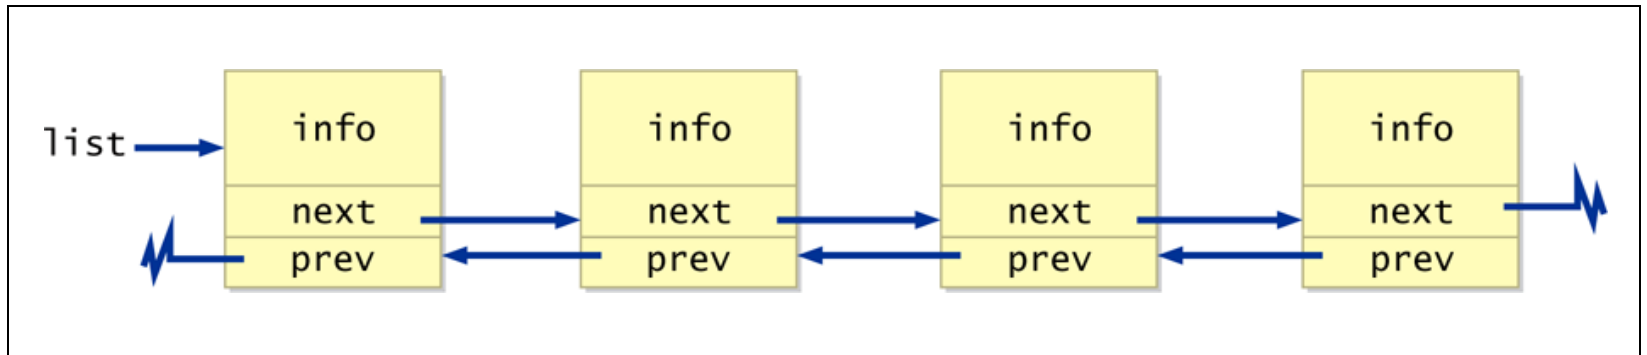 info info info info
list
next next next next
prev prev prev prev